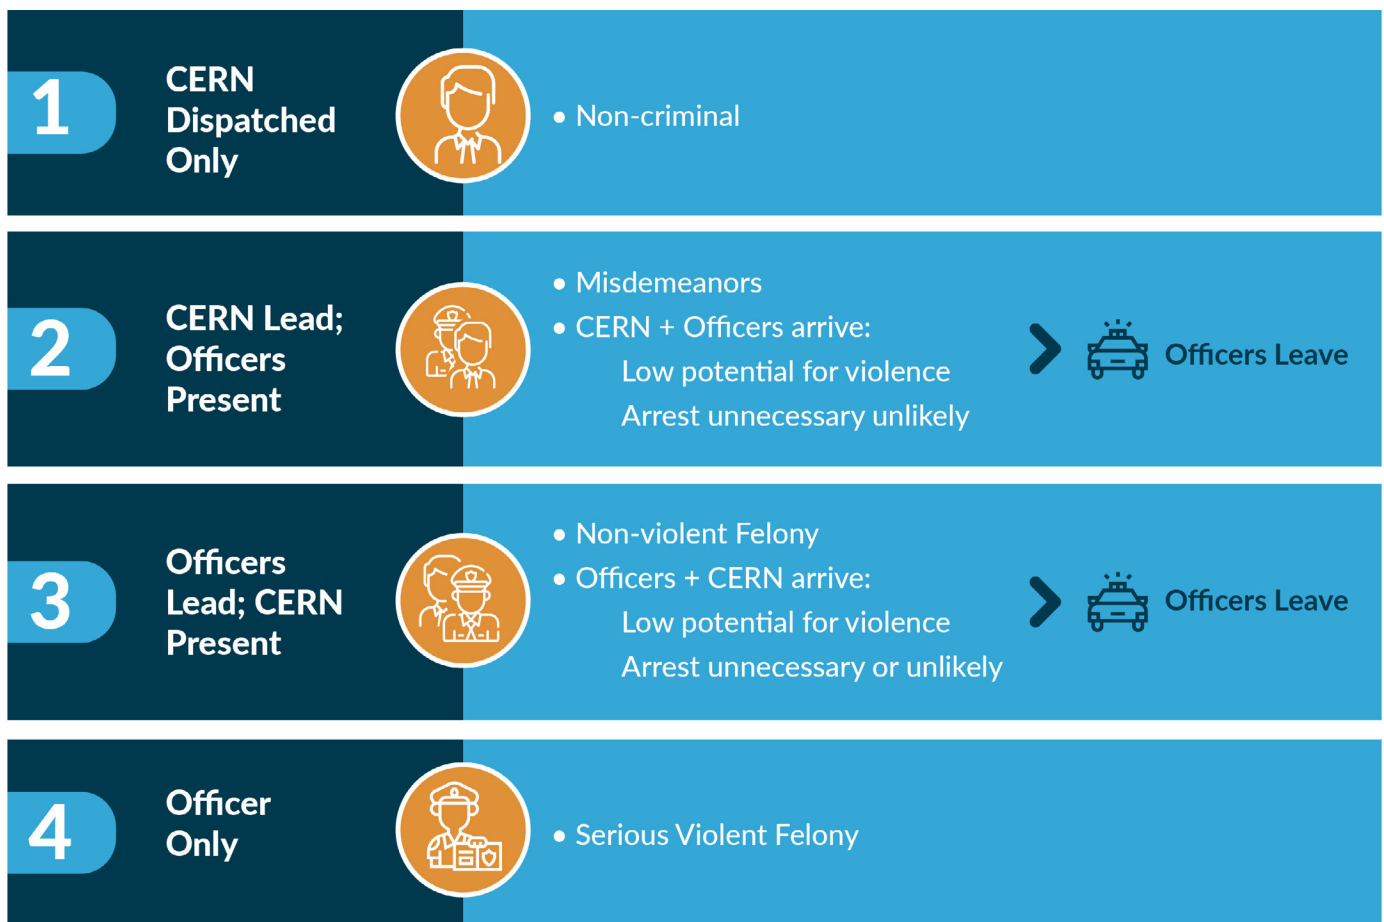 1
CERN
Dispatched
Only
• Non-criminal
2
CERN Lead;
Officers
Present
• Misdemeanors
• CERN + Officers arrive:
Low potential for violence
Arrest unnecessary unlikely
Officers Leave
3
Officers
Lead; CERN
Present
• Non-violent Felony
• Officers + CERN arrive:
Low potential for violence
Arrest unnecessary or unlikely
Officers Leave
4
Officer
Only
• Serious Violent Felony